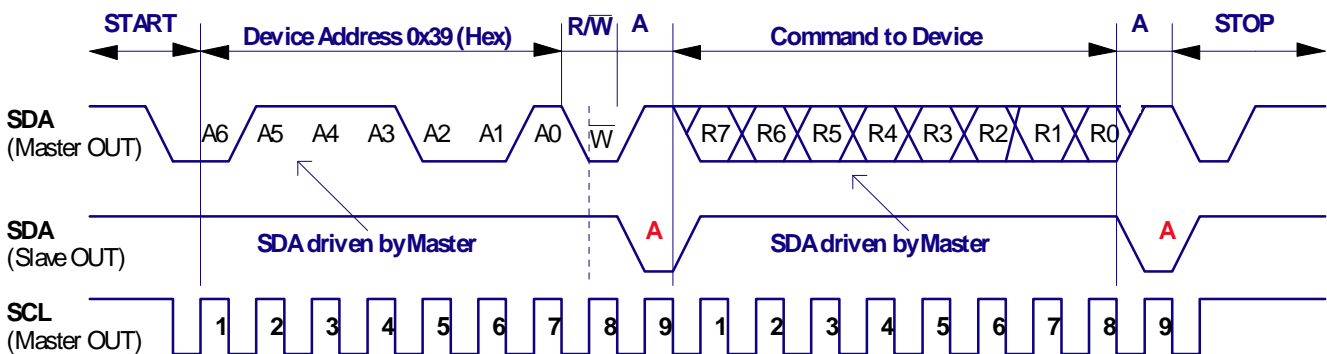 START Device Address 0x39 (Hex) R/W̅ A Command to Device A STOP
SDA
(Master OUT)
A6 A5 A4 A3 A2 A1 A0 W̅ R7 R6 R5 R4 R3 R2 R1 R0
SDA
(Slave OUT)
A A
SDA driven by Master SDA driven by Master
SCL
(Master OUT)
1 2 3 4 5 6 7 8 9 1 2 3 4 5 6 7 8 9